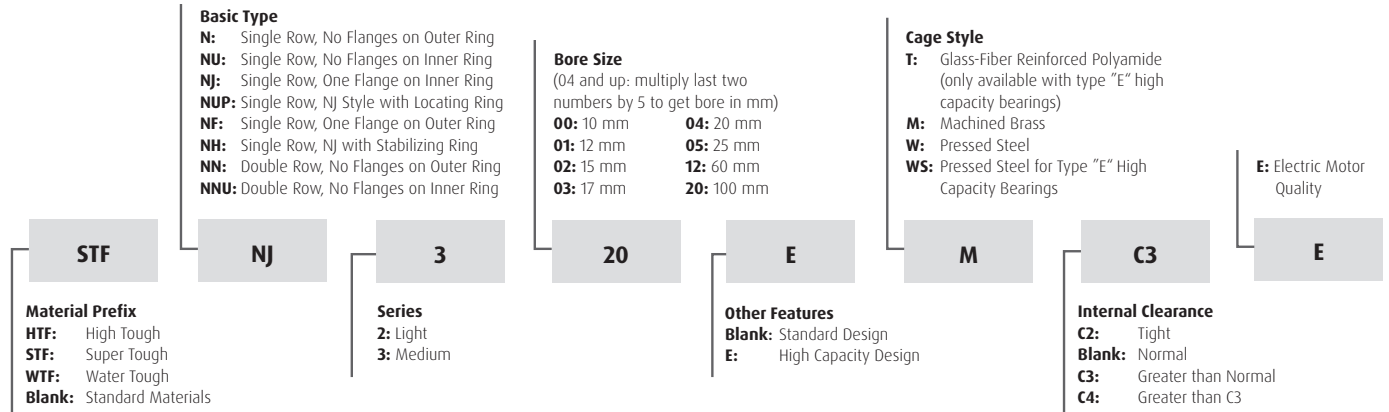 Basic Type
N: Single Row, No Flanges on Outer Ring
NU: Single Row, No Flanges on Inner Ring
NJ: Single Row, One Flange on Inner Ring
NUP: Single Row, NJ Style with Locating Ring
NF: Single Row, One Flange on Outer Ring
NH: Single Row, NJ with Stabilizing Ring
NN: Double Row, No Flanges on Outer Ring
NNU: Double Row, No Flanges on Inner Ring
Bore Size
(04 and up: multiply last two
numbers by 5 to get bore in mm)
00: 10 mm 04: 20 mm
01: 12 mm 05: 25 mm
02: 15 mm 12: 60 mm
03: 17 mm 20: 100 mm
Cage Style
T: Glass-Fiber Reinforced Polyamide
(only available with type "E" high
capacity bearings)
M: Machined Brass
W: Pressed Steel
WS: Pressed Steel for Type "E" High
Capacity Bearings
E: Electric Motor
Quality
STF NJ 3 20 E M C3 E
Material Prefix
HTF: High Tough
STF: Super Tough
WTF: Water Tough
Blank: Standard Materials
Series
2: Light
3: Medium
Other Features
Blank: Standard Design
E: High Capacity Design
Internal Clearance
C2: Tight
Blank: Normal
C3: Greater than Normal
C4: Greater than C3